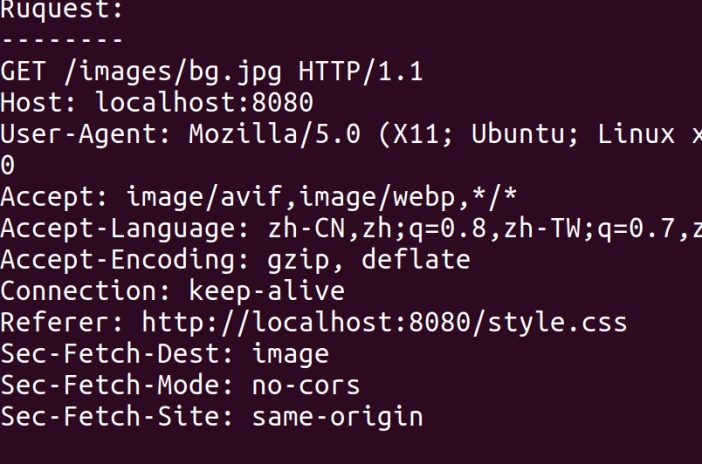 Ruquest:
--------
GET /images/bg.jpg HTTP/1.1
Host: localhost:8080
User-Agent: Mozilla/5.0 (X11; Ubuntu; Linux x
0
Accept: image/avif,image/webp,*/*
Accept-Language: zh-CN,zh;q=0.8,zh-TW;q=0.7,z
Accept-Encoding: gzip, deflate
Connection: keep-alive
Referer: http://localhost:8080/style.css
Sec-Fetch-Dest: image
Sec-Fetch-Mode: no-cors
Sec-Fetch-Site: same-origin